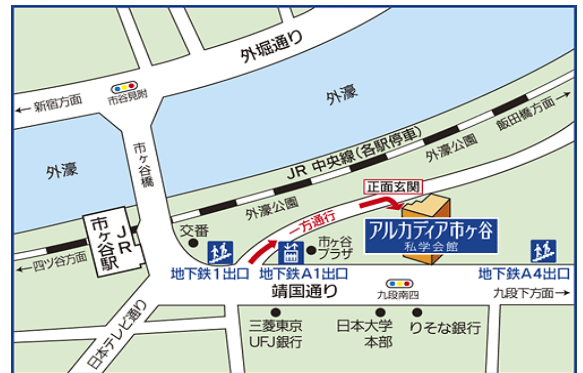 外堀通り
←新宿方面
市谷見附
外濠
飯田橋方面→
JR 中央線（各駅停車）
外濠公園
市ヶ谷橋
外濠
正面玄関
外濠公園
JR
市ヶ谷駅
交番
一方通行
市ヶ谷
プラザ
アルカディア市ヶ谷
私学会館
←四ツ谷方面
地下鉄1出口
地下鉄A1出口
地下鉄A4出口
靖国通り
九段南四
九段下方面→
日本テレビ通り
三菱東京
UFJ銀行
日本大学
本部
りそな銀行